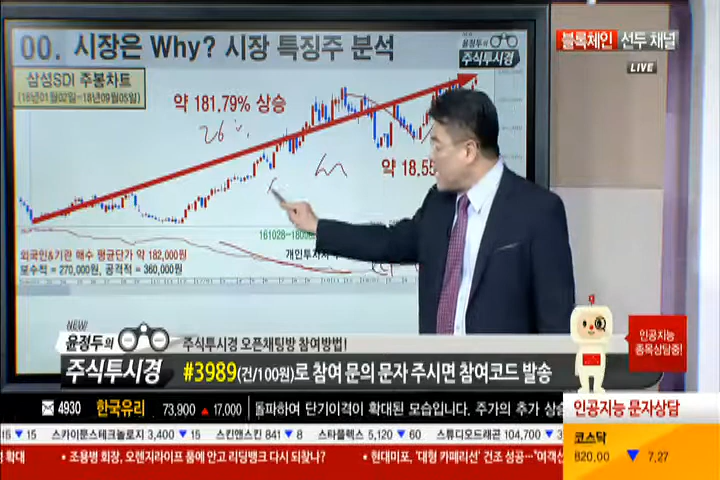 00. 시장은 Why? 시장 특징주 분석
윤정두의
주식투시경
블록체인 선두 채널
LIVE
삼성SDI 주봉차트
약 181.79% 상승
26%
약 18.55
161028-1809
외국인&기관 매수 평균단가 약 182,000원
보수적 = 270,000원, 공격적 = 360,000원
개인투자자
NEW!
윤정두의
주식투시경
주식투시경 오픈채팅방 참여방법!
#3989(건/100원)로 참여 문의 문자 주시면 참여코드 발송
인공지능
종목상담중!
4930 한국유리 73,900 ▲ 17,000 돌파하여 단기이격이 확대된 모습입니다. 주가의 추가 상승
인공지능 문자상담
15 ▼ 15 스카이문스테크놀로지 3,400 ▼ 15 스킨앤스킨 841 ▼ 8 스타플렉스 5,120 ▼ 60 스튜디오드래곤 104,700 ▼ 3
코스닥
820.00 ▼ 7.27
확대 • 조용병 회장, 오렌지라이프 품에 안고 리딩뱅크 다시 되찾나? • 현대미포, '대형 카페리선' 건조 성공…"여객선